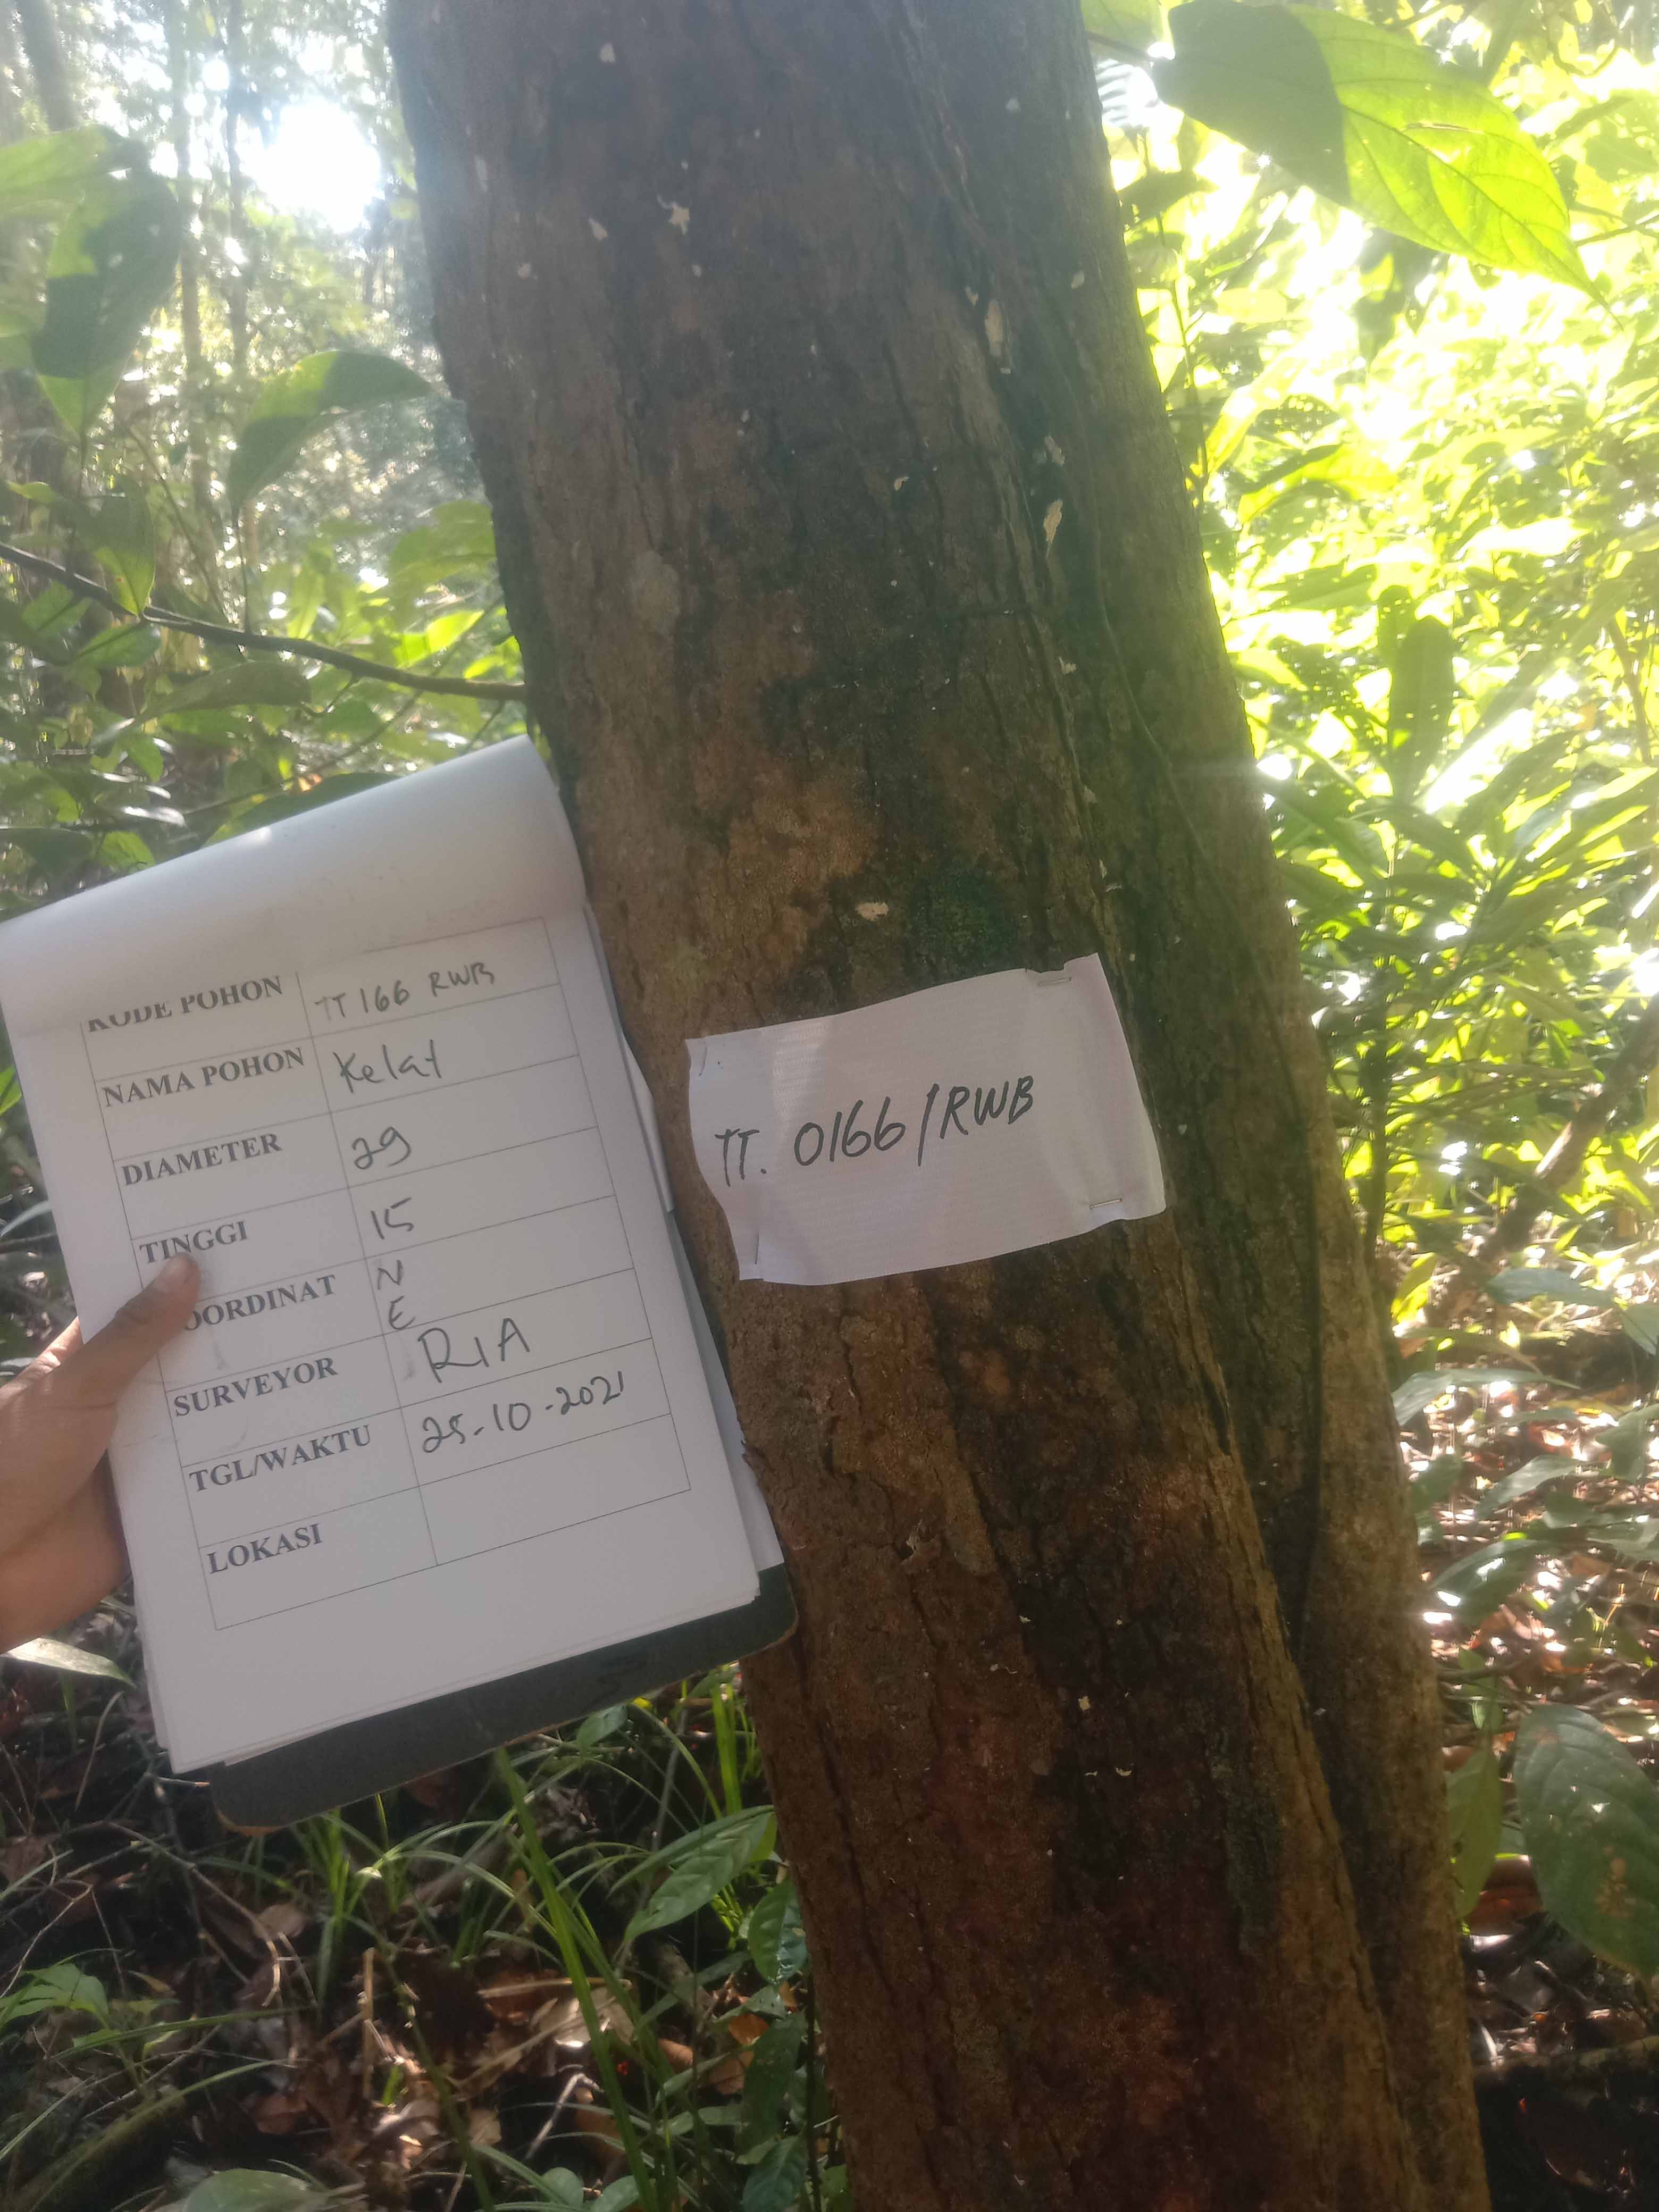 KODE POHON TT 166 RWB
NAMA POHON Kelat
DIAMETER 29
TINGGI 15
OORDINAT N
E
SURVEYOR RIA
TGL/WAKTU 25-10-2021
LOKASI
TT. 0166/RWB